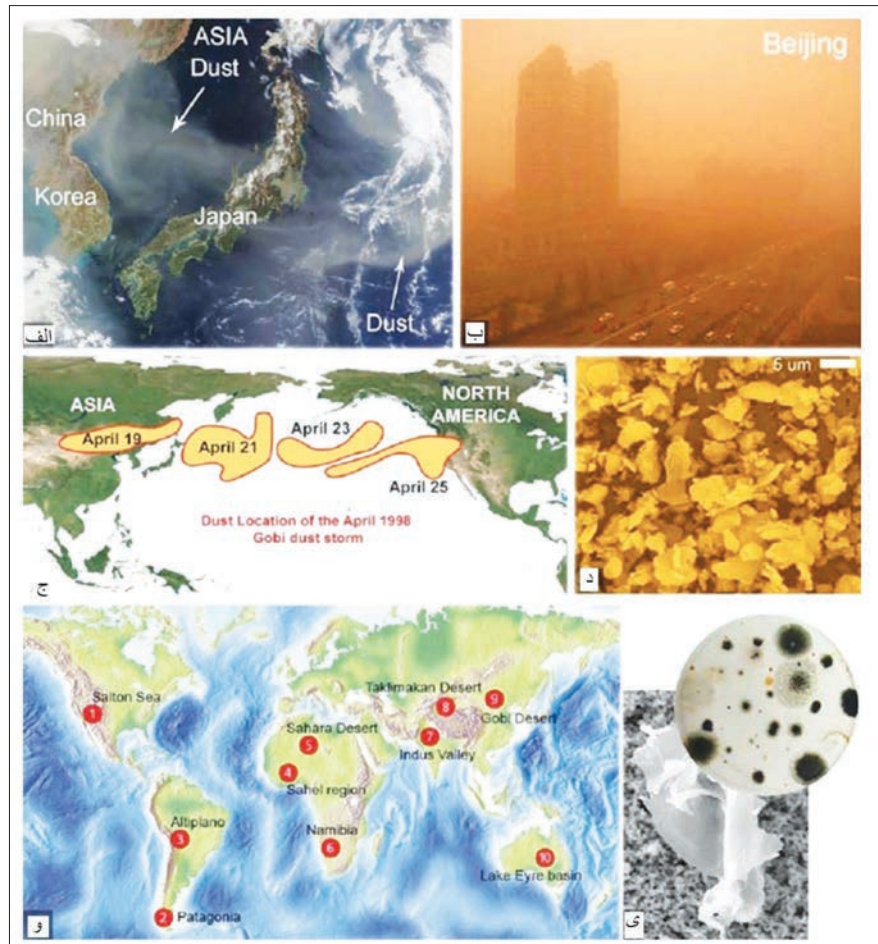 ASIA
Dust
China
Korea
Japan
Dust
الف
Beijing
ب
ASIA
NORTH
AMERICA
April 19
April 21
April 23
April 25
Dust Location of the April 1998
Gobi dust storm
ج
5 um
د
Salton Sea
1
Taklimakan Desert
8
9
Gobi Desert
Sahara Desert
5
7
Indus Valley
4
Sahel region
Altiplano
3
Namibia
6
10
Lake Eyre basin
2
Patagonia
و
ی